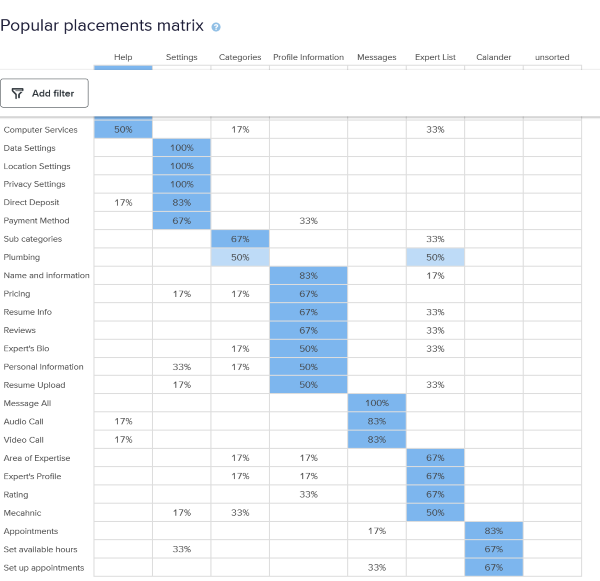 Popular placements matrix ?
Help Settings Categories Profile Information Messages Expert List Calander unsorted
Add filter
Computer Services 50% 17% 33%
Data Settings 100%
Location Settings 100%
Privacy Settings 100%
Direct Deposit 17% 83%
Payment Method 67% 33%
Sub categories 67% 33%
Plumbing 50% 50%
Name and information 83% 17%
Pricing 17% 17% 67%
Resume Info 67% 33%
Reviews 67% 33%
Expert's Bio 17% 50% 33%
Personal Information 33% 17% 50%
Resume Upload 17% 50% 33%
Message All 100%
Audio Call 17% 83%
Video Call 17% 83%
Area of Expertise 17% 17% 67%
Expert's Profile 17% 17% 67%
Rating 33% 67%
Mecahnic 17% 33% 50%
Appointments 17% 83%
Set available hours 33% 67%
Set up appointments 33% 67%